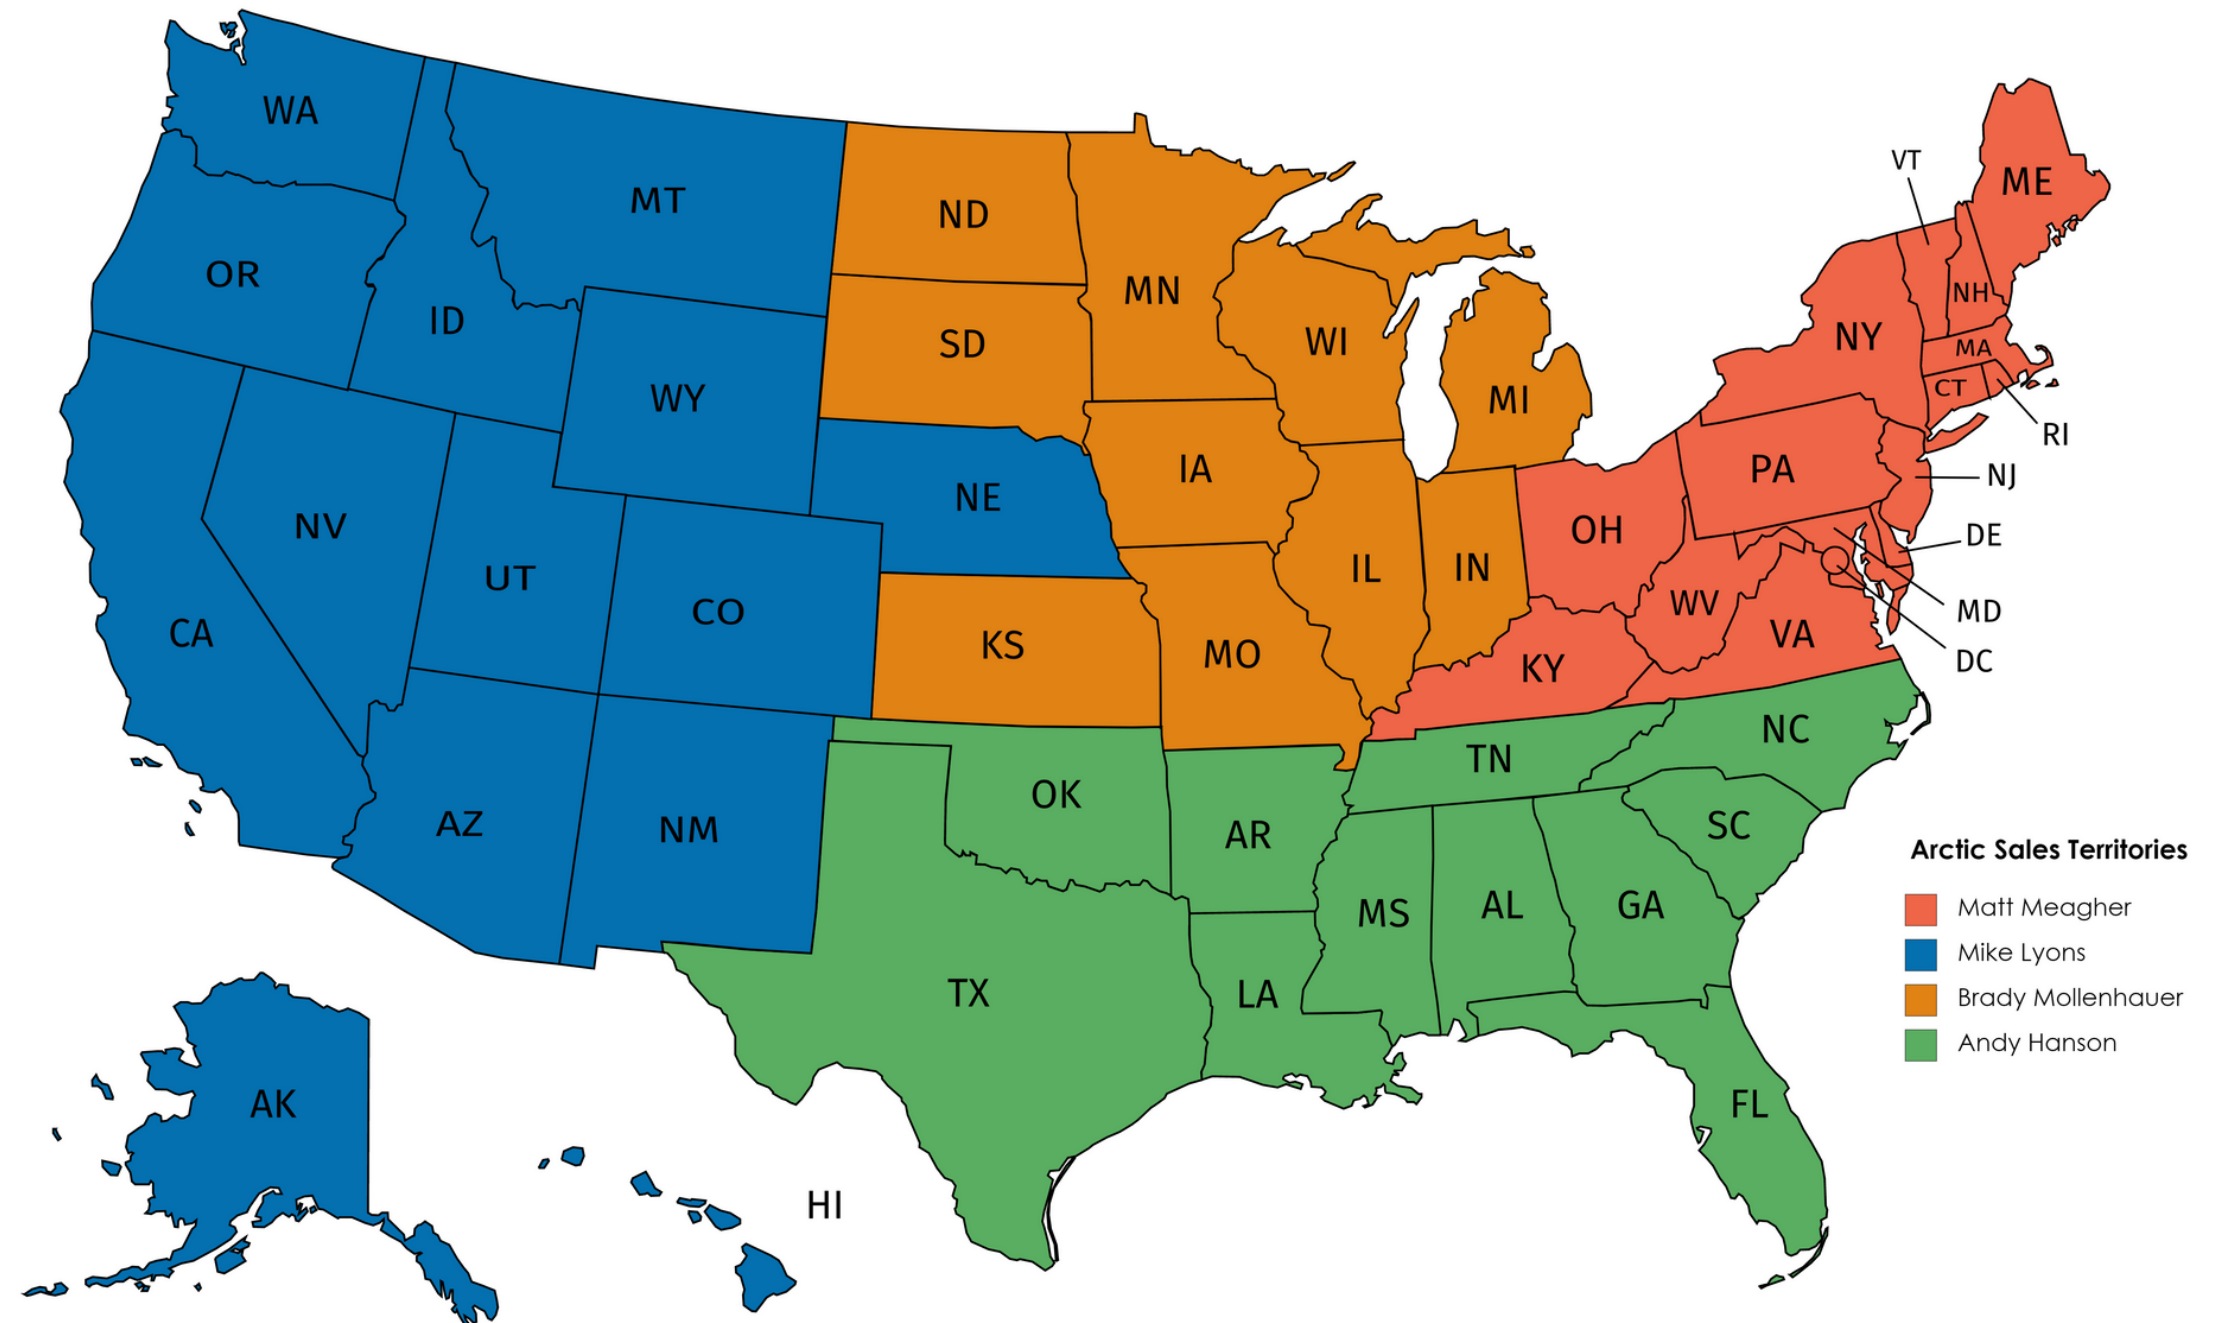 WA
MT
ND
VT
ME
OR
ID
MN
NH
SD
WI
NY
MA
WY
MI
CT
RI
IA
PA
NJ
NE
NV
OH
DE
UT
IL
IN
CO
WV
MD
CA
KS
MO
KY
VA
DC
NC
TN
OK
AZ
NM
AR
SC
Arctic Sales Territories
MS
AL
GA
Matt Meagher
Mike Lyons
TX
LA
Brady Mollenhauer
Andy Hanson
AK
FL
HI